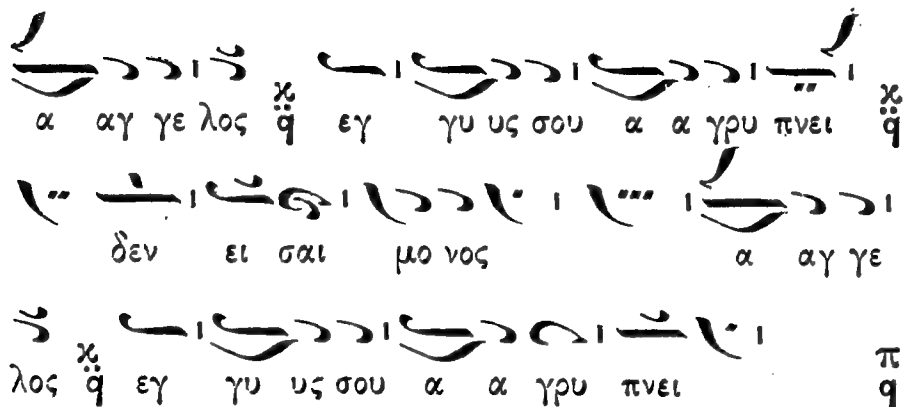 α αγ γε λος ϰ q̈ εγ γυ υς σου α α γρυ πνει ϰ q̈
δεν ει σαι μο νος α αγ γε
λος ϰ q̈ εγ γυ υς σου α α γρυ πνει π q